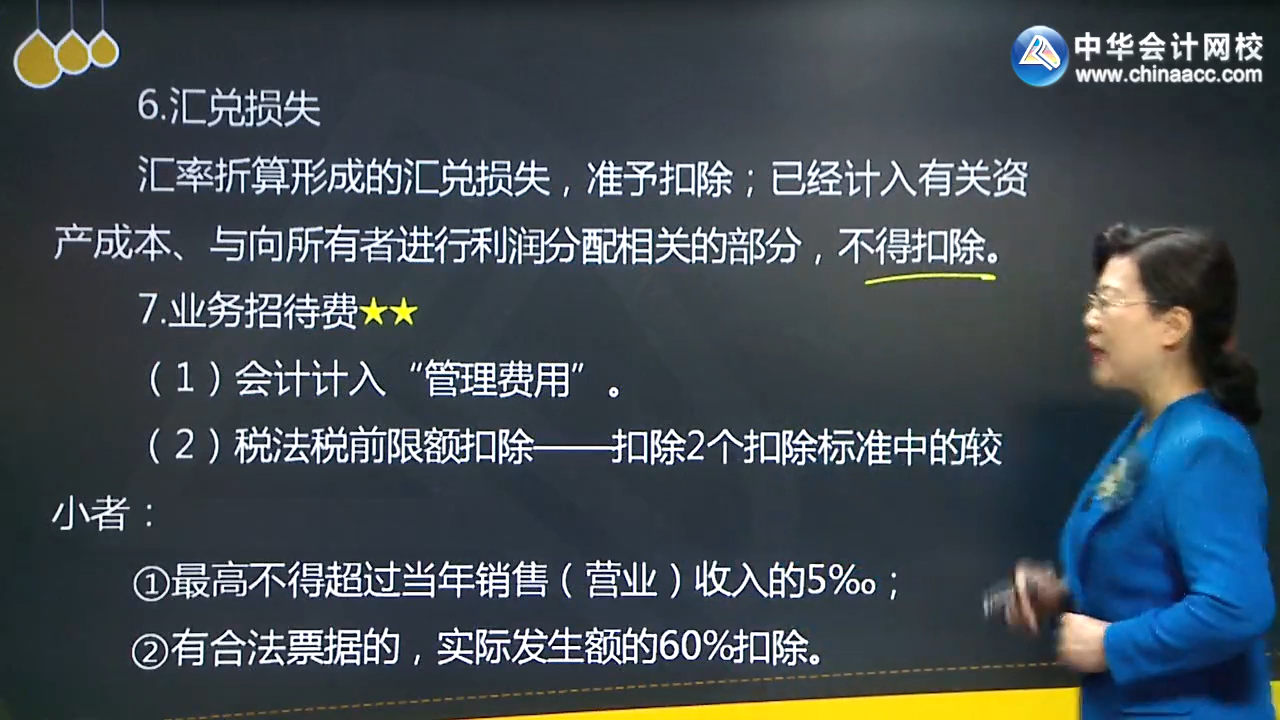 中华会计网校
www.chinaacc.com
6.汇兑损失
汇率折算形成的汇兑损失，准予扣除；已经计入有关资
产成本、与向所有者进行利润分配相关的部分，不得扣除。
7.业务招待费★★
（1）会计计入“管理费用”。
（2）税法税前限额扣除——扣除2个扣除标准中的较
小者：
①最高不得超过当年销售（营业）收入的5‰；
②有合法票据的，实际发生额的60%扣除。